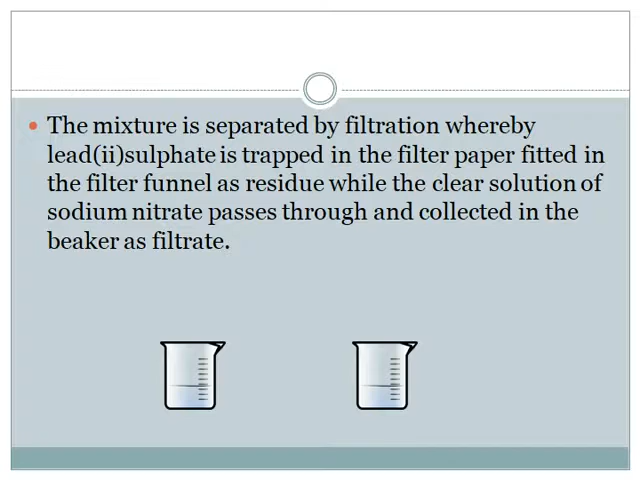 The mixture is separated by filtration whereby
lead(ii)sulphate is trapped in the filter paper fitted in
the filter funnel as residue while the clear solution of
sodium nitrate passes through and collected in the
beaker as filtrate.